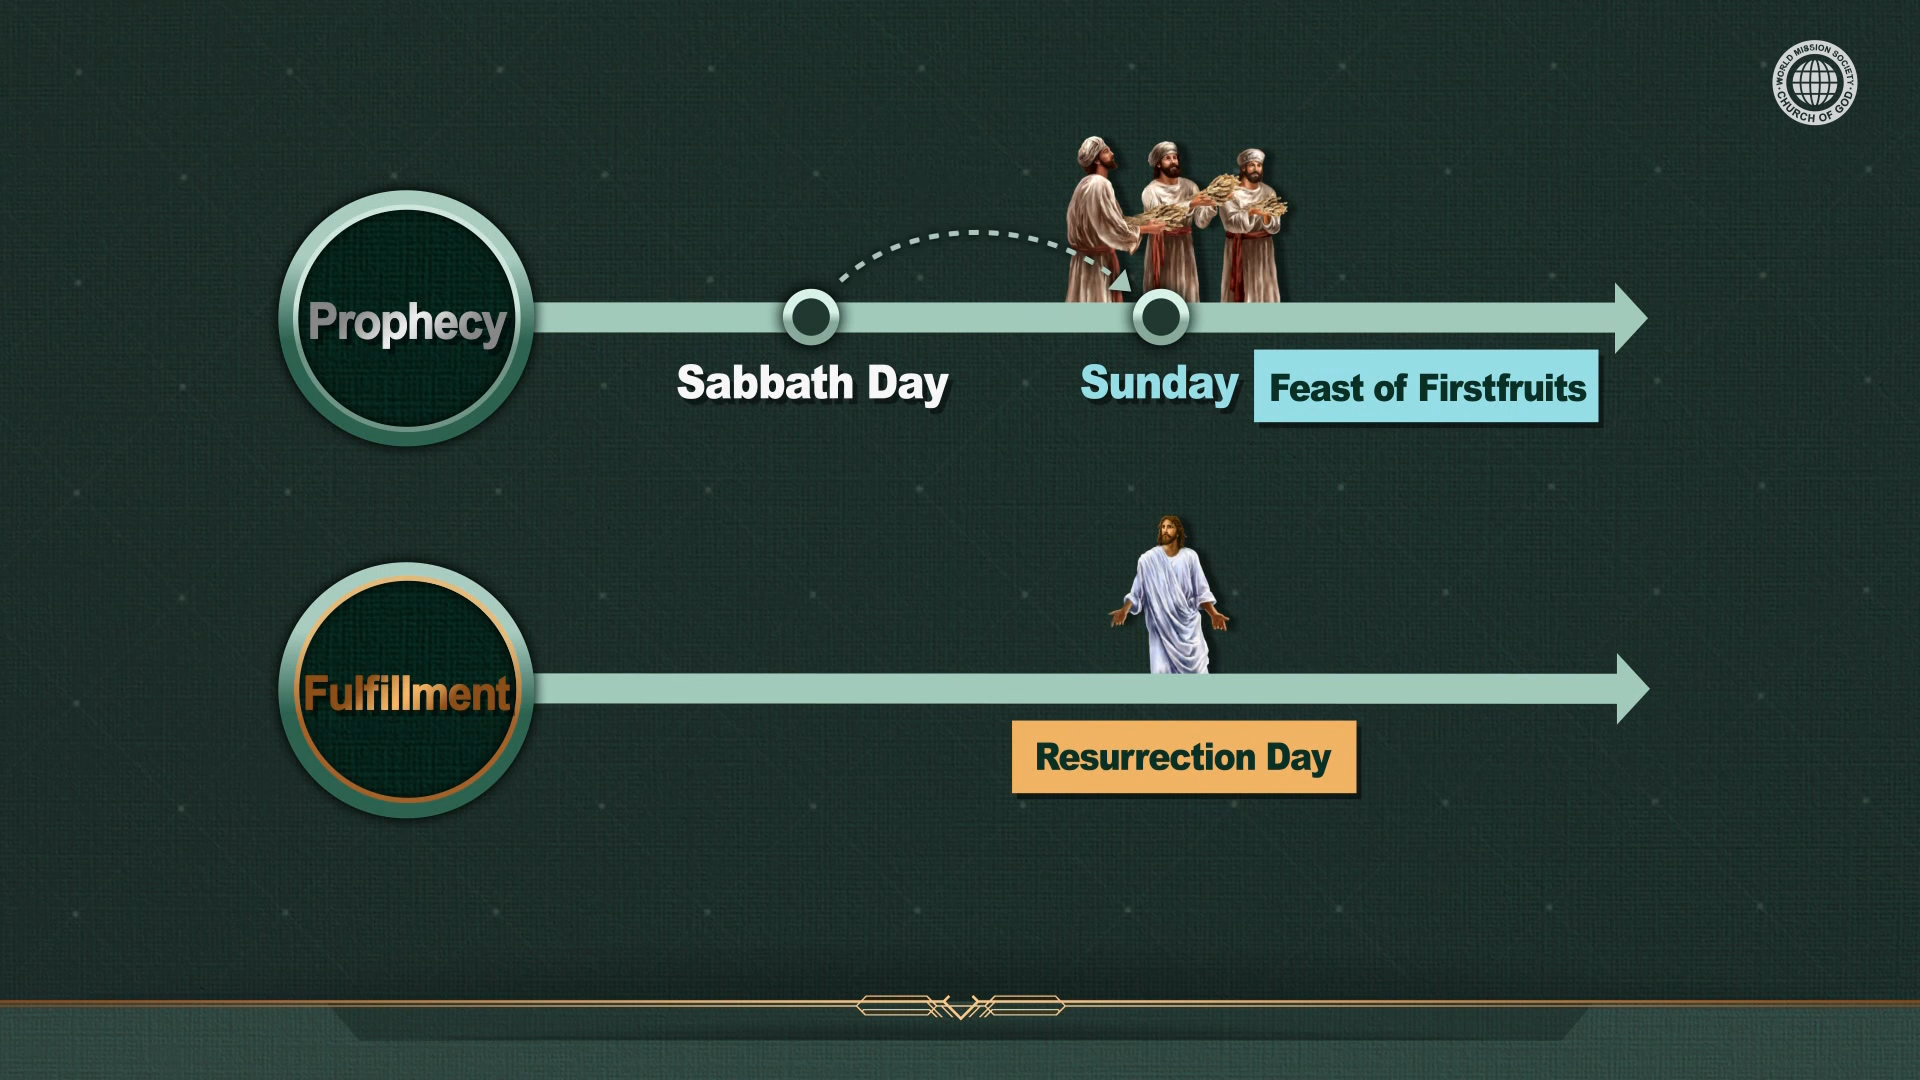 WORLD MISSION SOCIETY
CHURCH OF GOD
Prophecy
Sabbath Day
Sunday
Feast of Firstfruits
Fulfillment
Resurrection Day